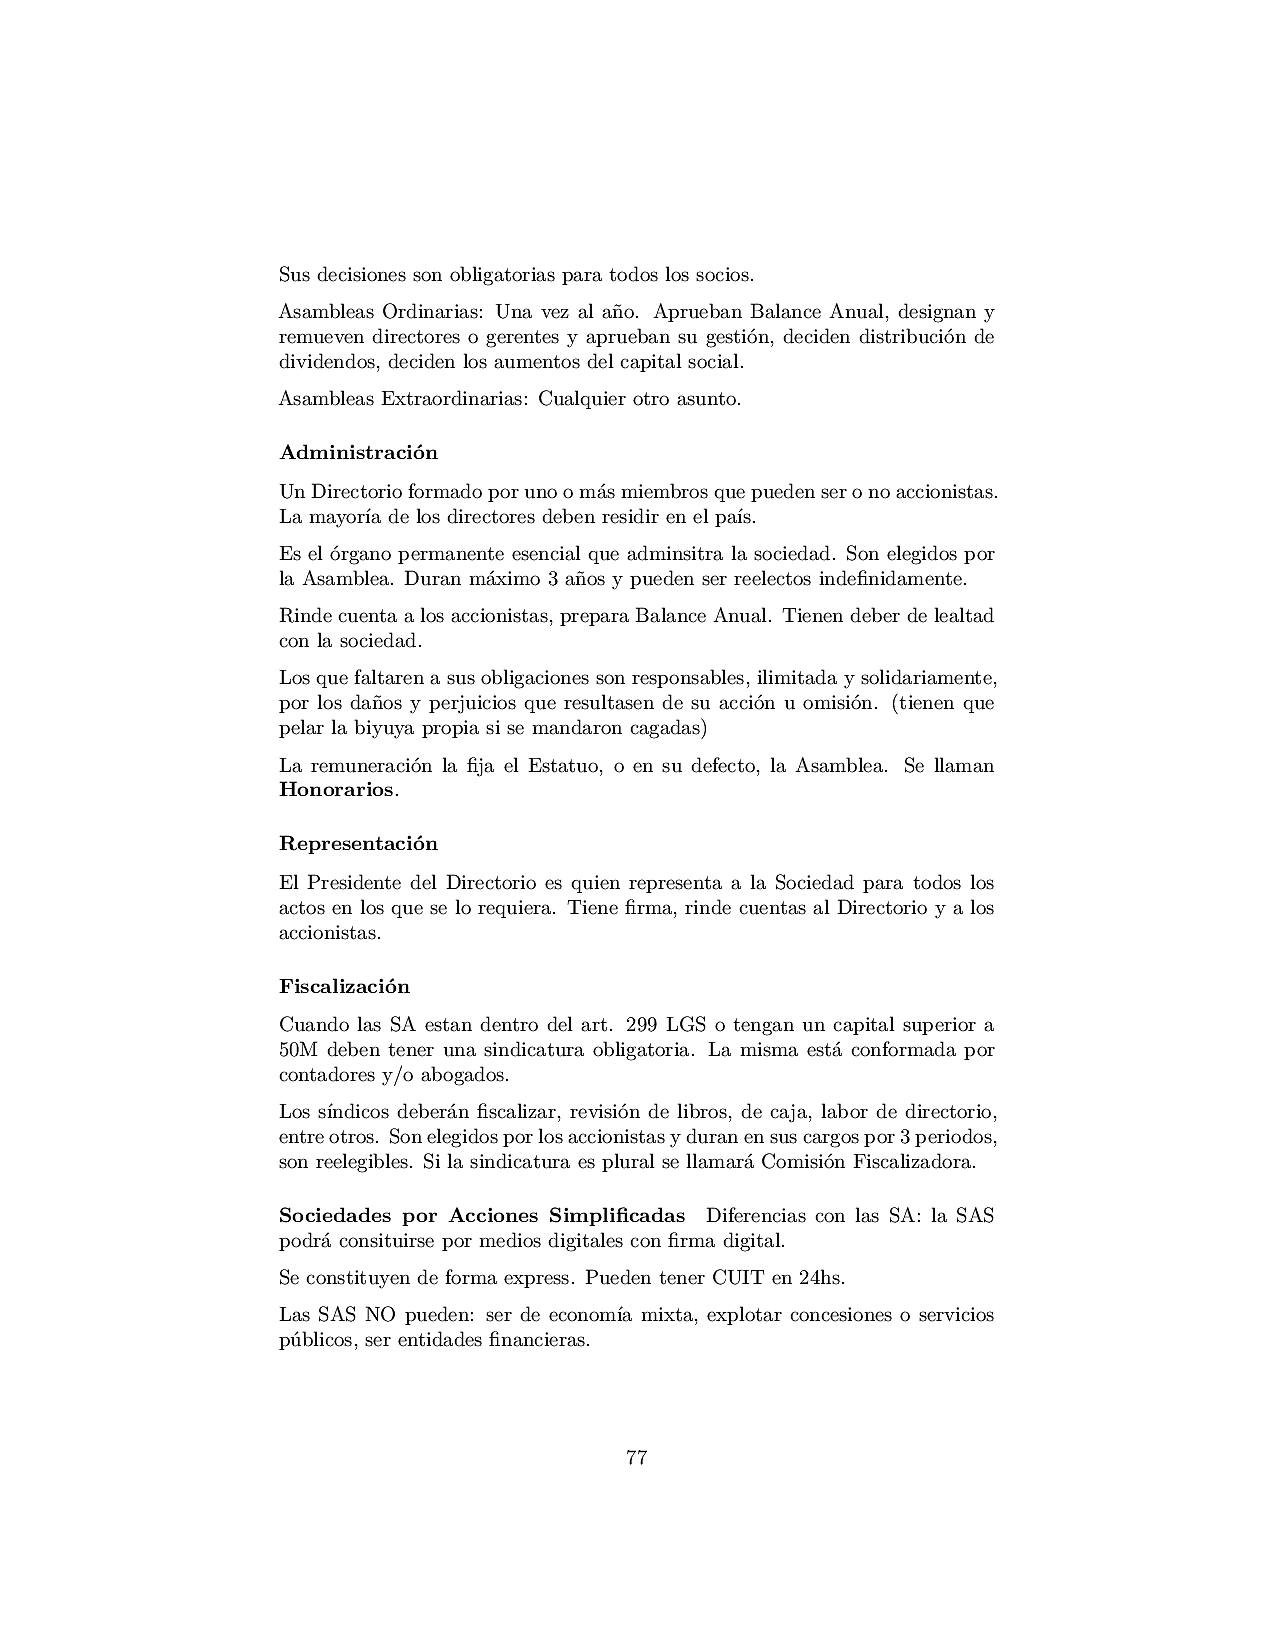 Sus decisiones son obligatorias para todos los socios.
Asambleas Ordinarias: Una vez al año. Aprueban Balance Anual, designan y
remueven directores o gerentes y aprueban su gestión, deciden distribución de
dividendos, deciden los aumentos del capital social.
Asambleas Extraordinarias: Cualquier otro asunto.
Administración
Un Directorio formado por uno o más miembros que pueden ser o no accionistas.
La mayoría de los directores deben residir en el país.
Es el órgano permanente esencial que adminsitra la sociedad. Son elegidos por
la Asamblea. Duran máximo 3 años y pueden ser reelectos indefinidamente.
Rinde cuenta a los accionistas, prepara Balance Anual. Tienen deber de lealtad
con la sociedad.
Los que faltaren a sus obligaciones son responsables, ilimitada y solidariamente,
por los daños y perjuicios que resultasen de su acción u omisión. (tienen que
pelar la biyuya propia si se mandaron cagadas)
La remuneración la fija el Estatuo, o en su defecto, la Asamblea. Se llaman
Honorarios.
Representación
El Presidente del Directorio es quien representa a la Sociedad para todos los
actos en los que se lo requiera. Tiene firma, rinde cuentas al Directorio y a los
accionistas.
Fiscalización
Cuando las SA estan dentro del art. 299 LGS o tengan un capital superior a
50M deben tener una sindicatura obligatoria. La misma está conformada por
contadores y/o abogados.
Los síndicos deberán fiscalizar, revisión de libros, de caja, labor de directorio,
entre otros. Son elegidos por los accionistas y duran en sus cargos por 3 periodos,
son reelegibles. Si la sindicatura es plural se llamará Comisión Fiscalizadora.
Sociedades por Acciones Simplificadas Diferencias con las SA: la SAS
podrá consituirse por medios digitales con firma digital.
Se constituyen de forma express. Pueden tener CUIT en 24hs.
Las SAS NO pueden: ser de economía mixta, explotar concesiones o servicios
públicos, ser entidades financieras.
77